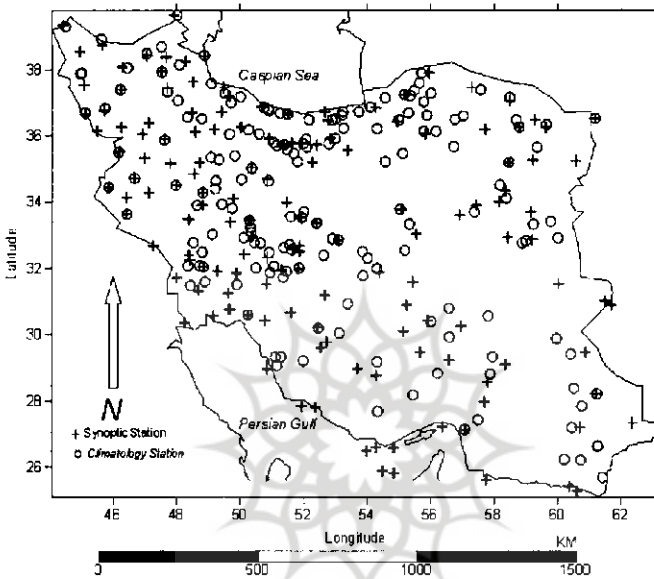 38
36
34
32
30
28
26
Latitude
Caspian Sea
Persian Gulf
N
+ Synoptic Station
o Climatology Station
46 48 50 52 54 56 58 60 62
Longitude
KM
0 500 1000 1500